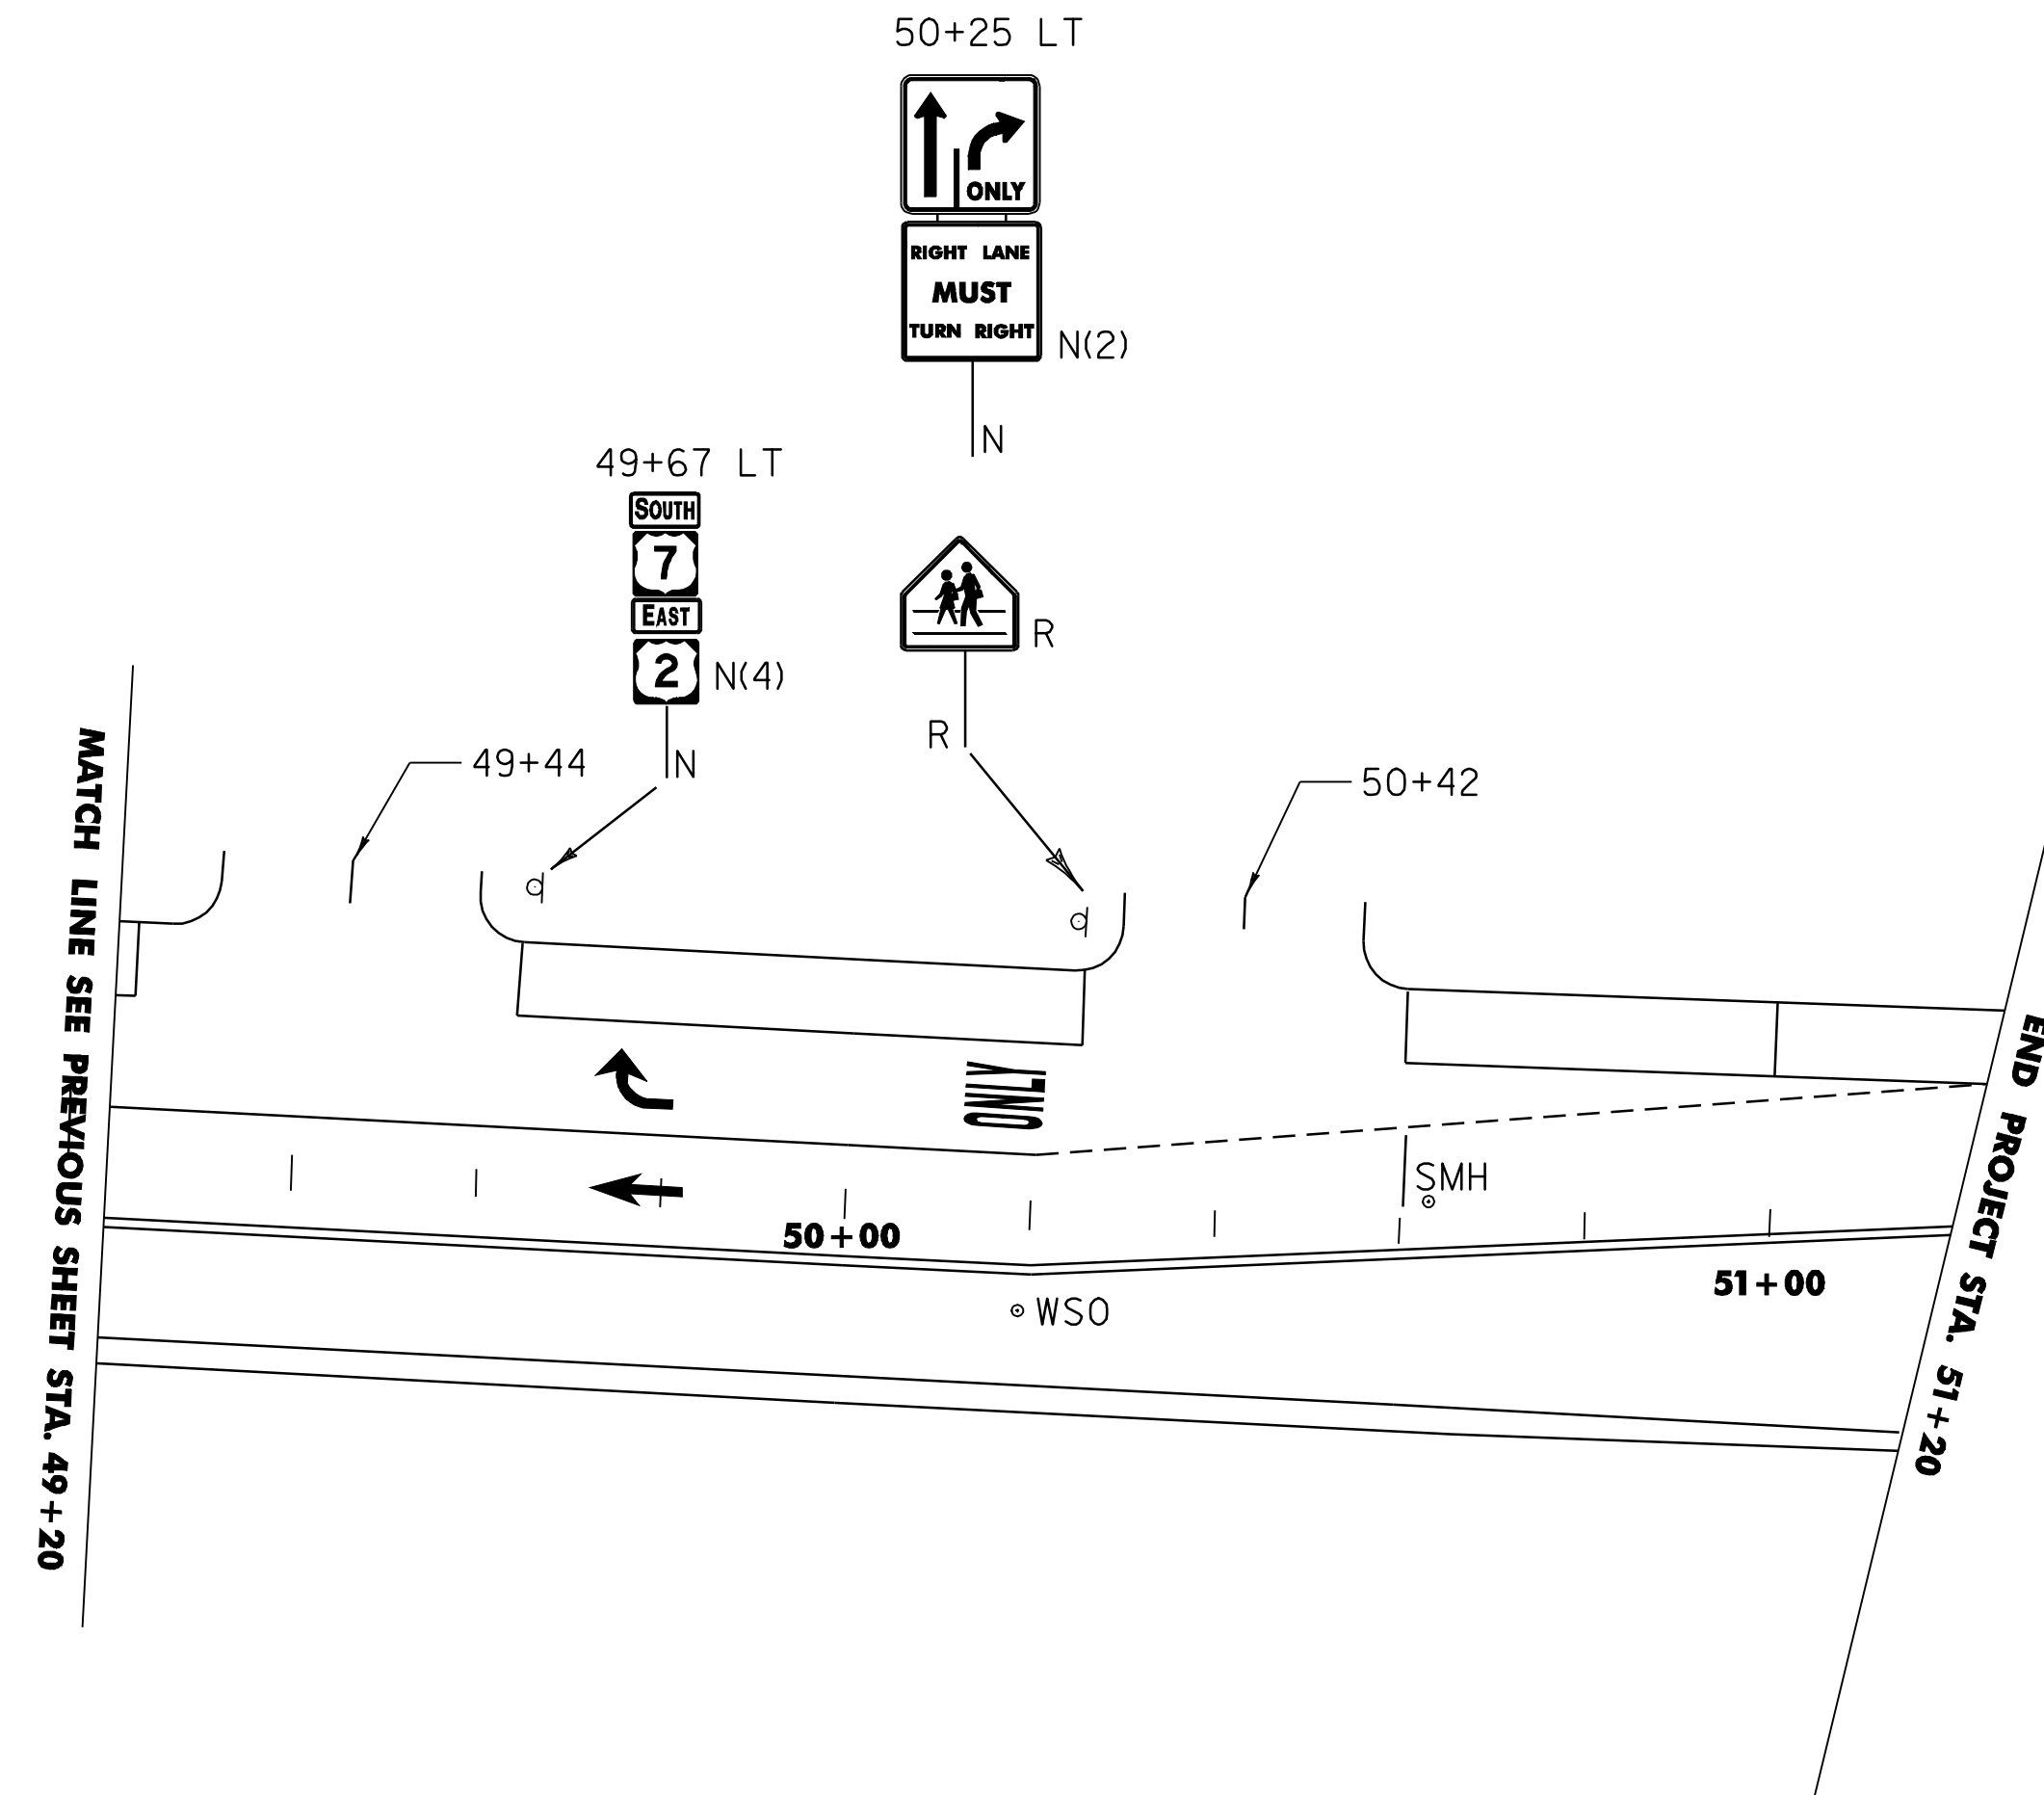 50+25 LT
ONLY
RIGHT LANE
MUST
TURN RIGHT
N(2)
N
49+67 LT
SOUTH
7
EAST
2
N(4)
N
R
R
49+44
50+42
MATCH LINE SEE PREVIOUS SHEET STA. 49+20
ONLY
SMH
50+00
51+00
WSO
END PROJECT STA. 51+20